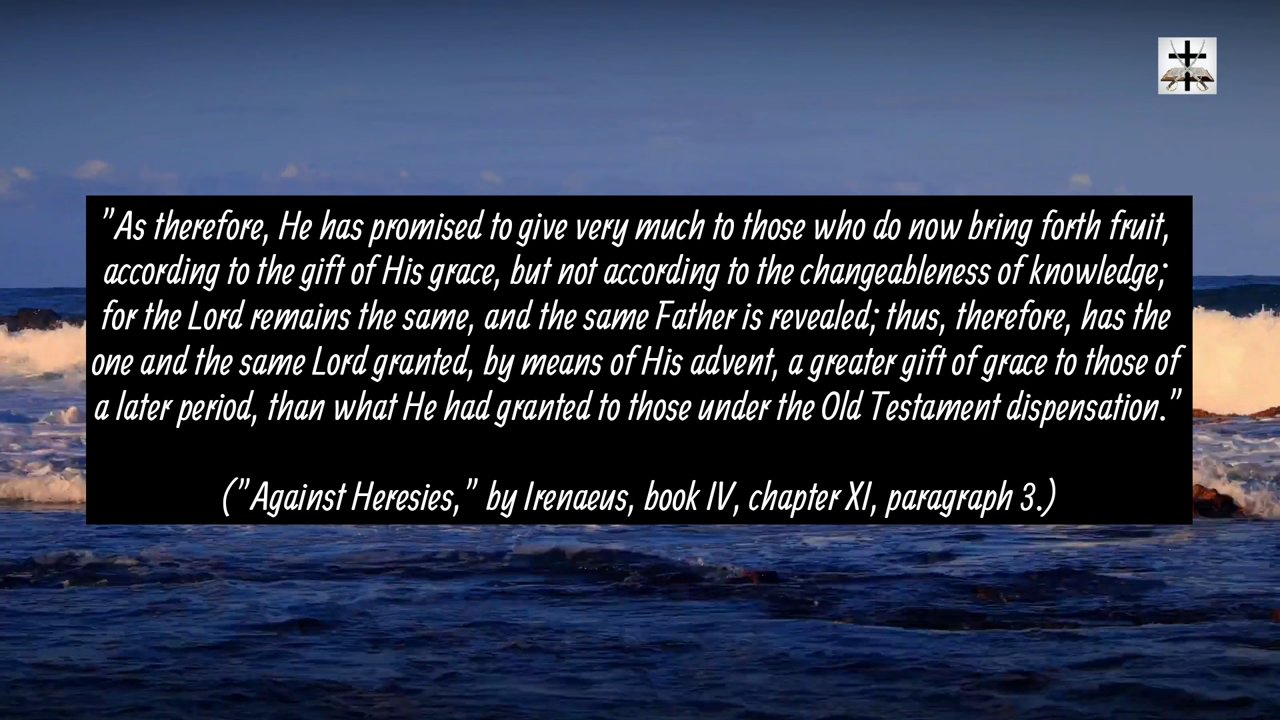 "As therefore, He has promised to give very much to those who do now bring forth fruit,
according to the gift of His grace, but not according to the changeableness of knowledge;
for the Lord remains the same, and the same Father is revealed; thus, therefore, has the
one and the same Lord granted, by means of His advent, a greater gift of grace to those of
a later period, than what He had granted to those under the Old Testament dispensation."
("Against Heresies," by Irenaeus, book IV, chapter XI, paragraph 3.)